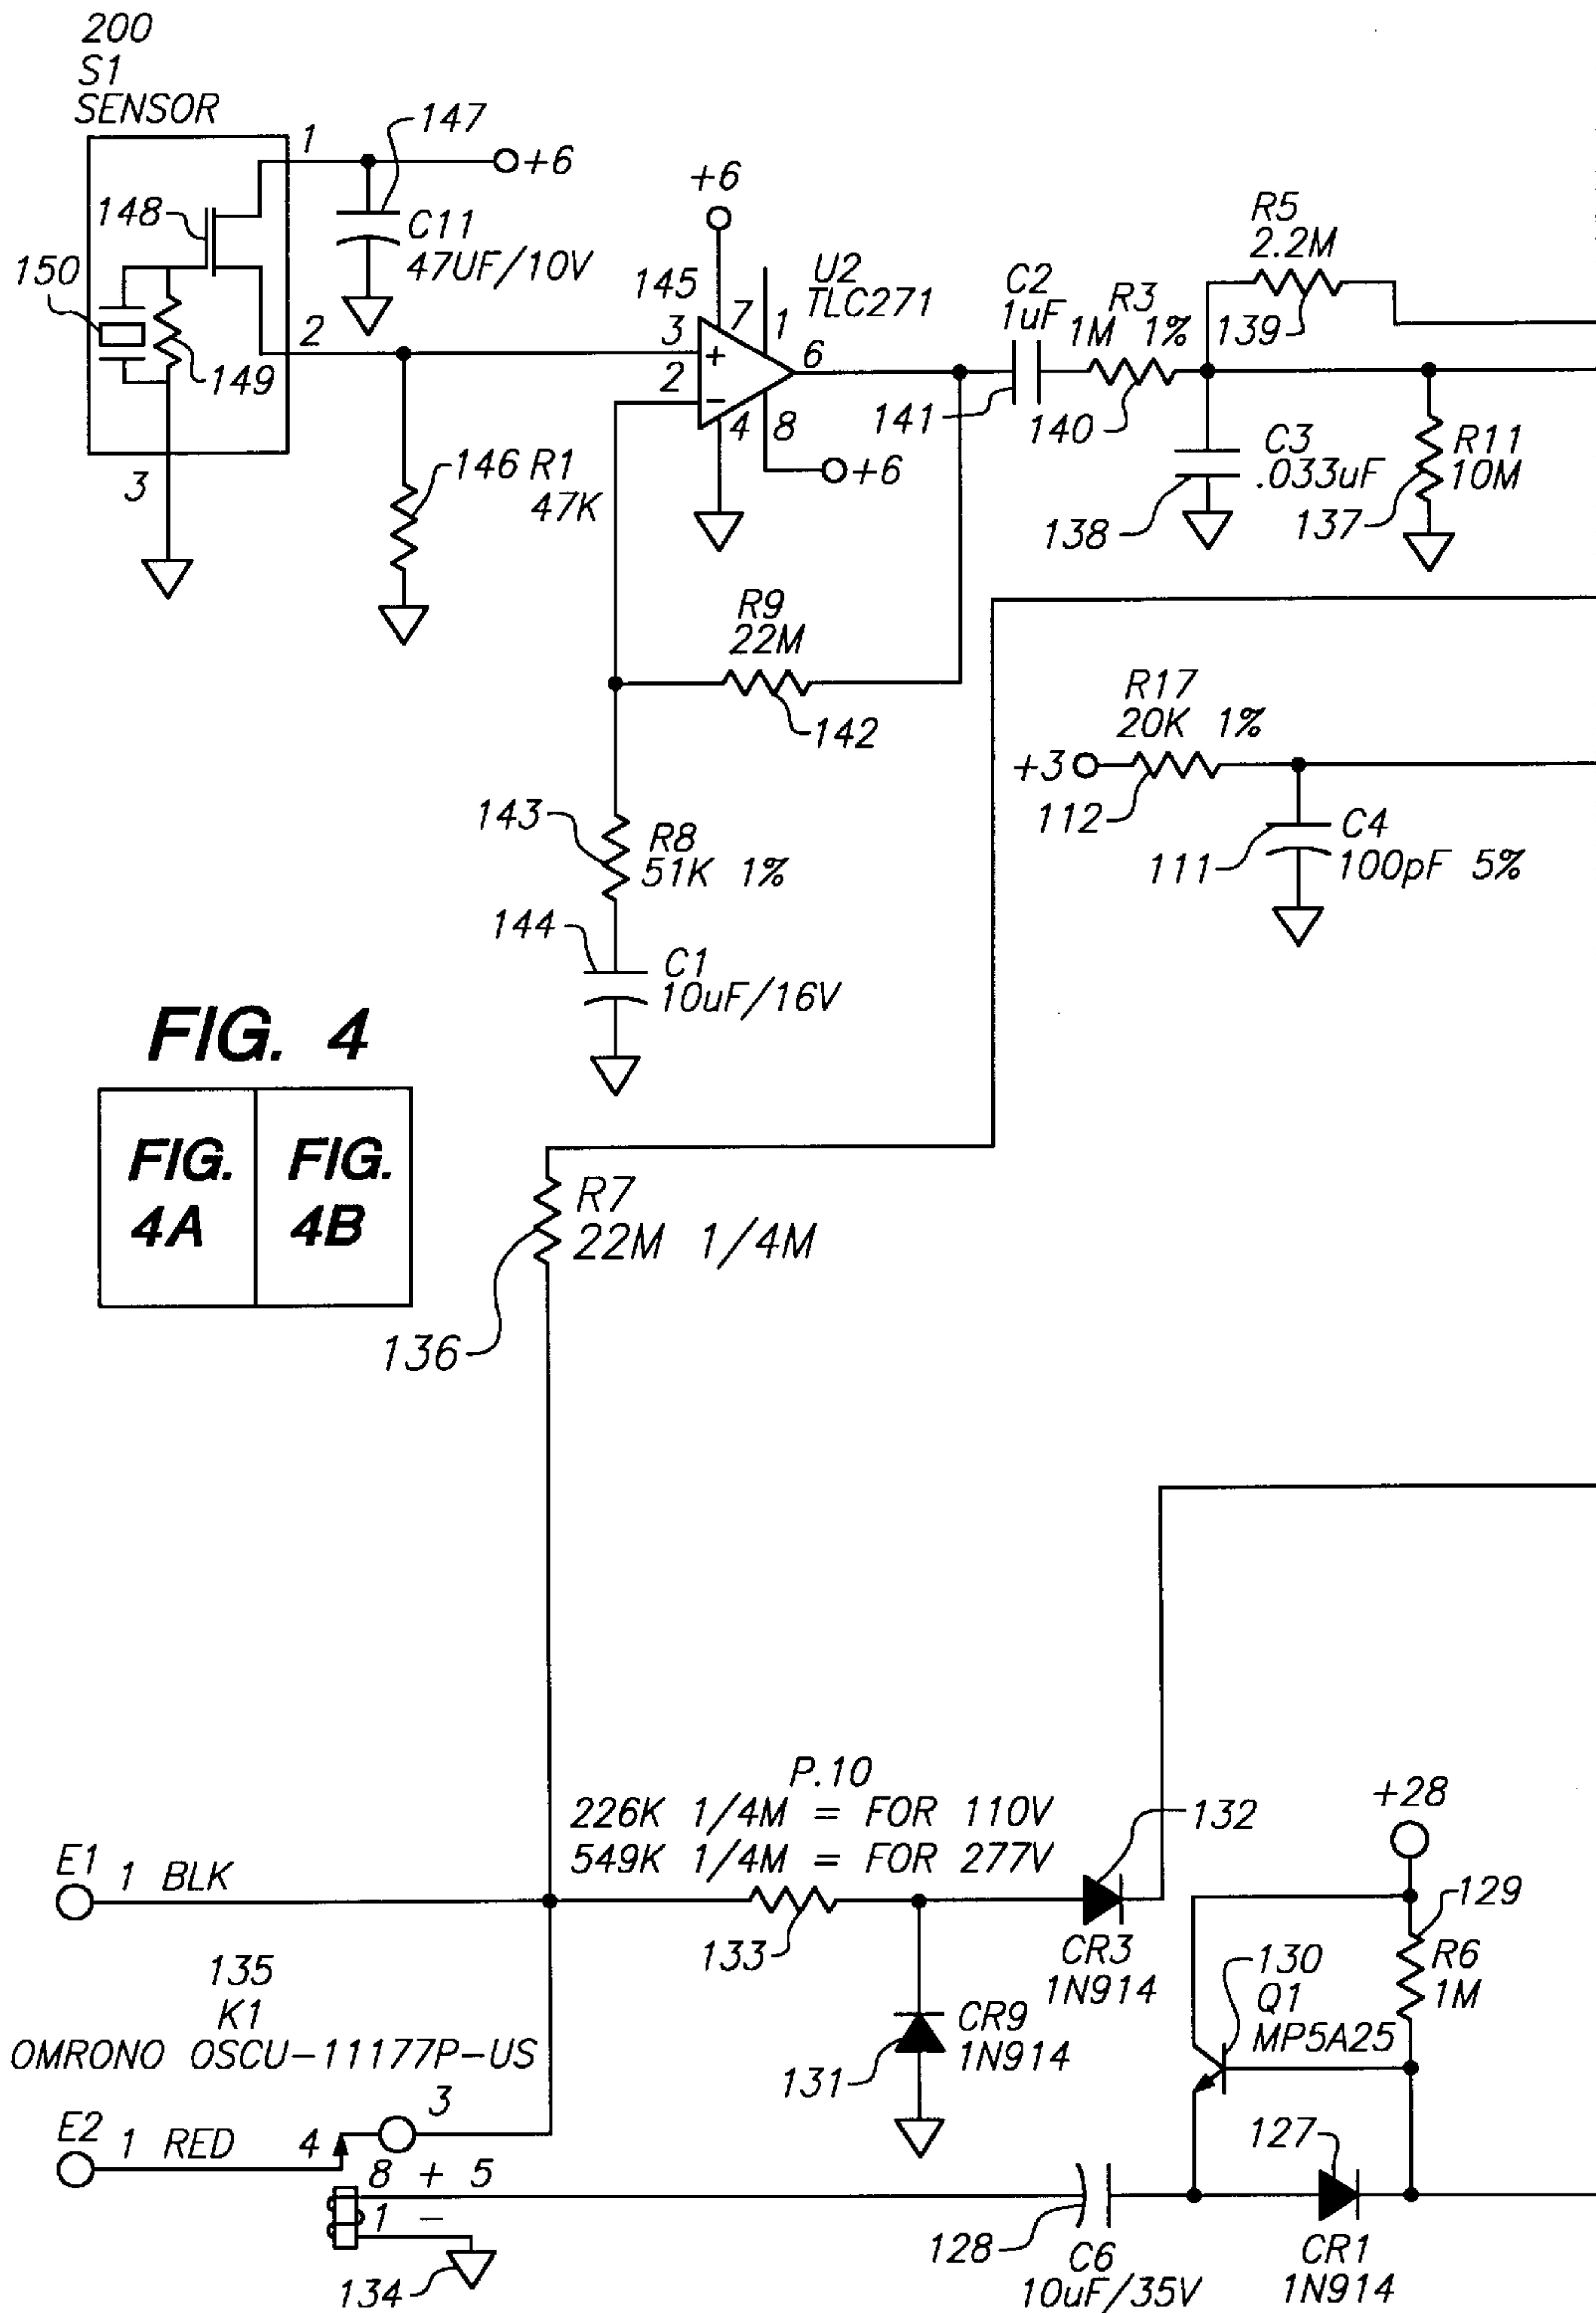 200
S1
SENSOR
1
147
+6
148
C11
47UF/10V
150
2
149
3
146 R1
47K
+6
145
7
1
U2
TLC271
3
+
2
-
6
4
8
+6
C2
1uF
141
R3
1M 1%
140
R5
2.2M
139
C3
.033uF
138
R11
10M
137
R9
22M
142
R17
20K 1%
+3
112
C4
100pF 5%
111
143
R8
51K 1%
144
C1
10uF/16V
FIG. 4
FIG.
4A
FIG.
4B
R7
22M 1/4M
136
P.10
226K 1/4M = FOR 110V
549K 1/4M = FOR 277V
132
+28
E1
1 BLK
133
CR3
1N914
129
130
R6
1M
Q1
MP5A25
135
K1
OMRONO OSCU-11177P-US
CR9
1N914
131
E2
1 RED
4
3
8 + 5
1 -
134
127
128
C6
10uF/35V
CR1
1N914